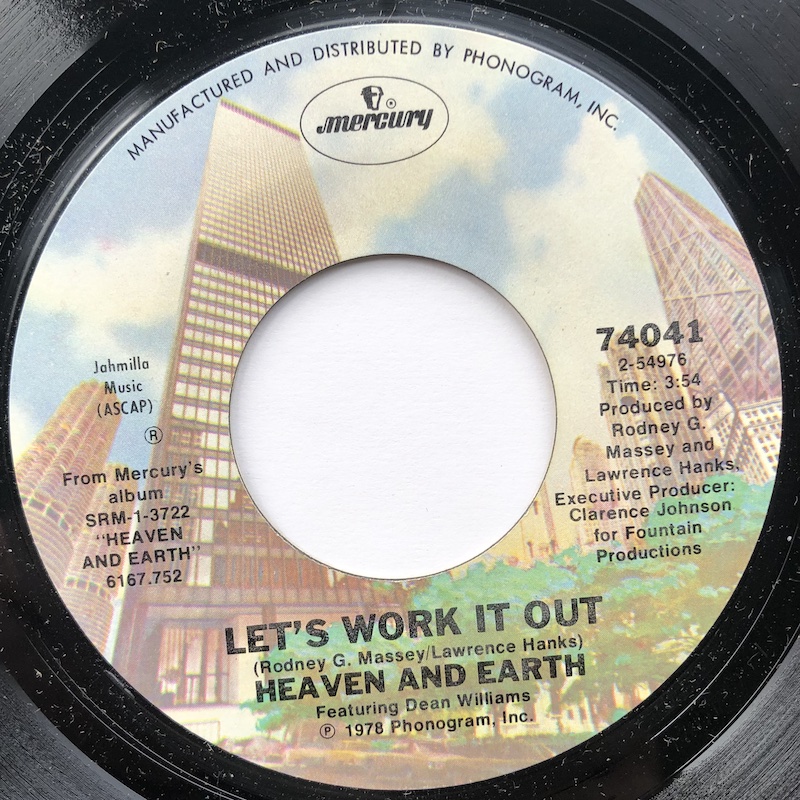 MANUFACTURED AND DISTRIBUTED BY PHONOGRAM, INC.
mercury
®
Jahmilla
Music
(ASCAP)
®
From Mercury's
album
SRM-1-3722
"HEAVEN
AND EARTH"
6167.752
74041
2-54976
Time: 3:54
Produced by
Rodney G.
Massey and
Lawrence Hanks,
Executive Producer:
Clarence Johnson
for Fountain
Productions
LET'S WORK IT OUT
(Rodney G. Massey/Lawrence Hanks)
HEAVEN AND EARTH
Featuring Dean Williams
℗ 1978 Phonogram, Inc.